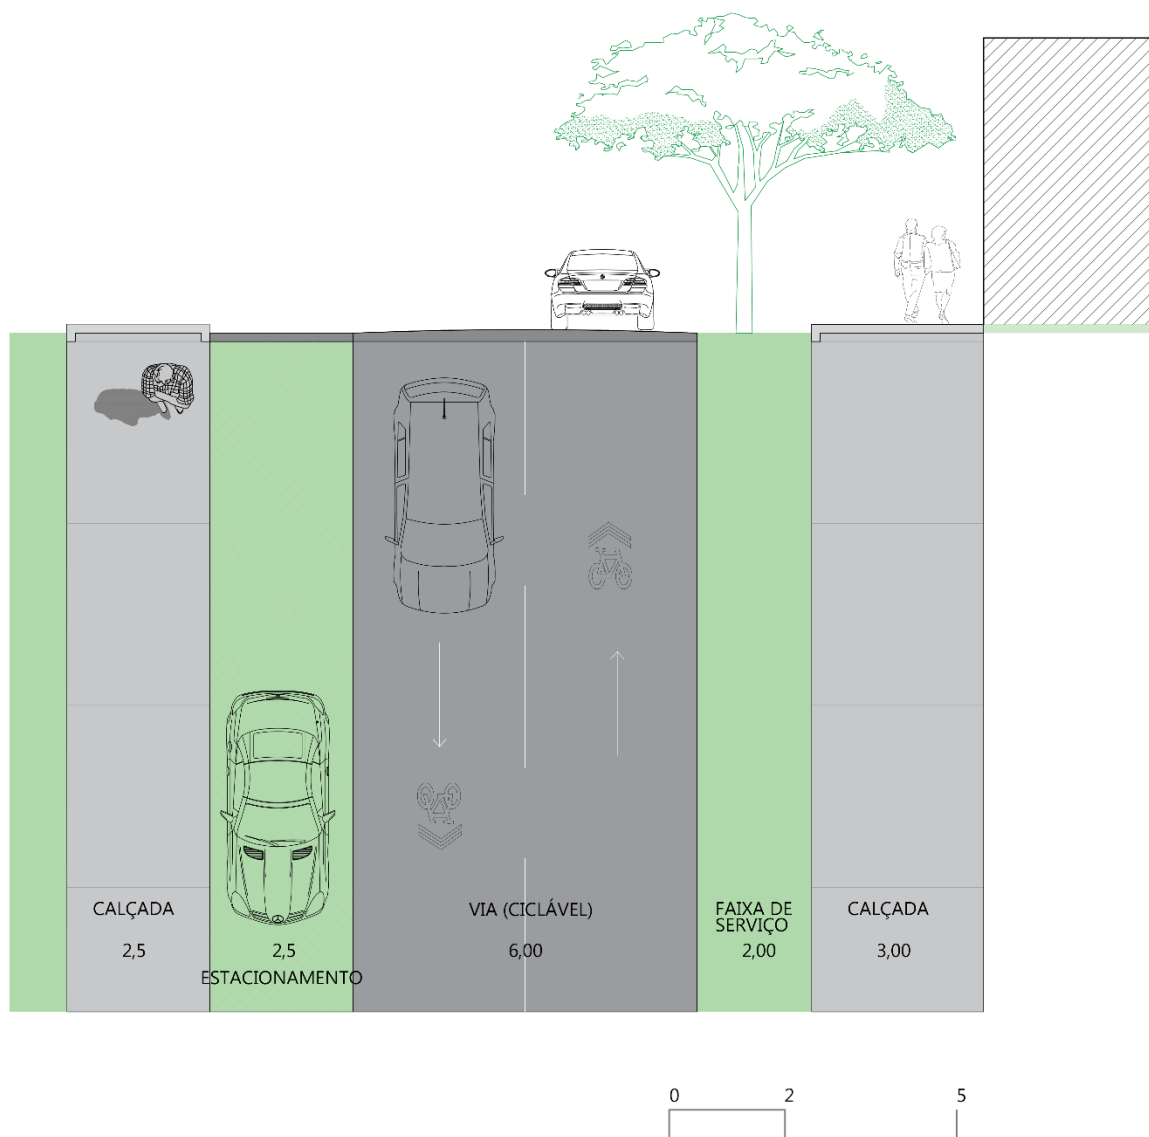 CALÇADA
2,5
2,5
ESTACIONAMENTO
VIA (CICLÁVEL)
6,00
FAIXA DE
SERVIÇO
2,00
CALÇADA
3,00
0 2 5